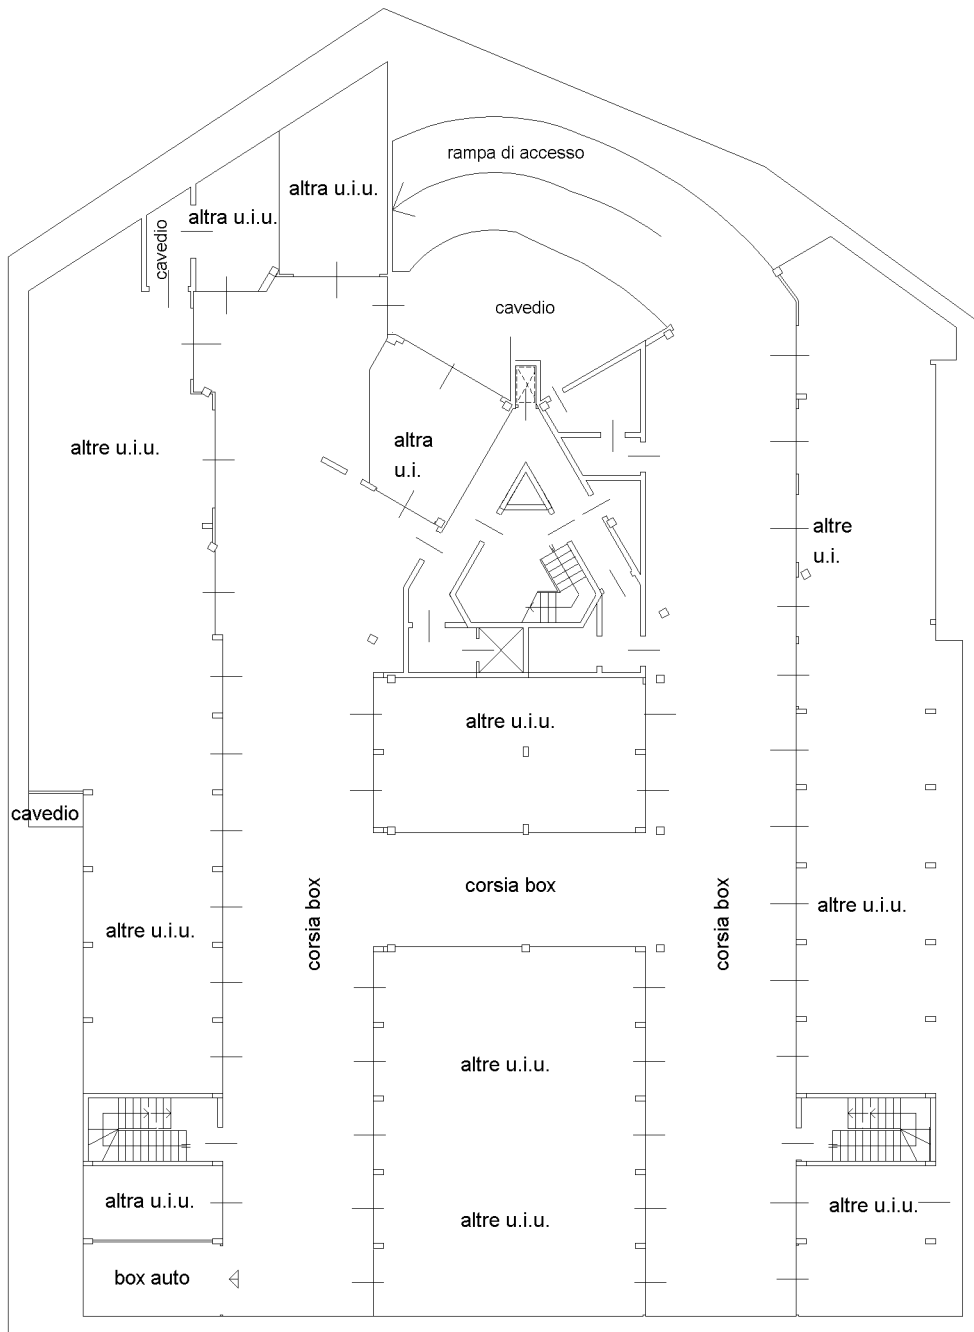 rampa di accesso
altra u.i.u.
altra u.i.u.
cavedio
cavedio
altra
u.i.
altre u.i.u.
altre
u.i.
altre u.i.u.
cavedio
corsia box
corsia box
corsia box
altre u.i.u.
altre u.i.u.
altre u.i.u.
altra u.i.u.
altre u.i.u.
altre u.i.u.
box auto